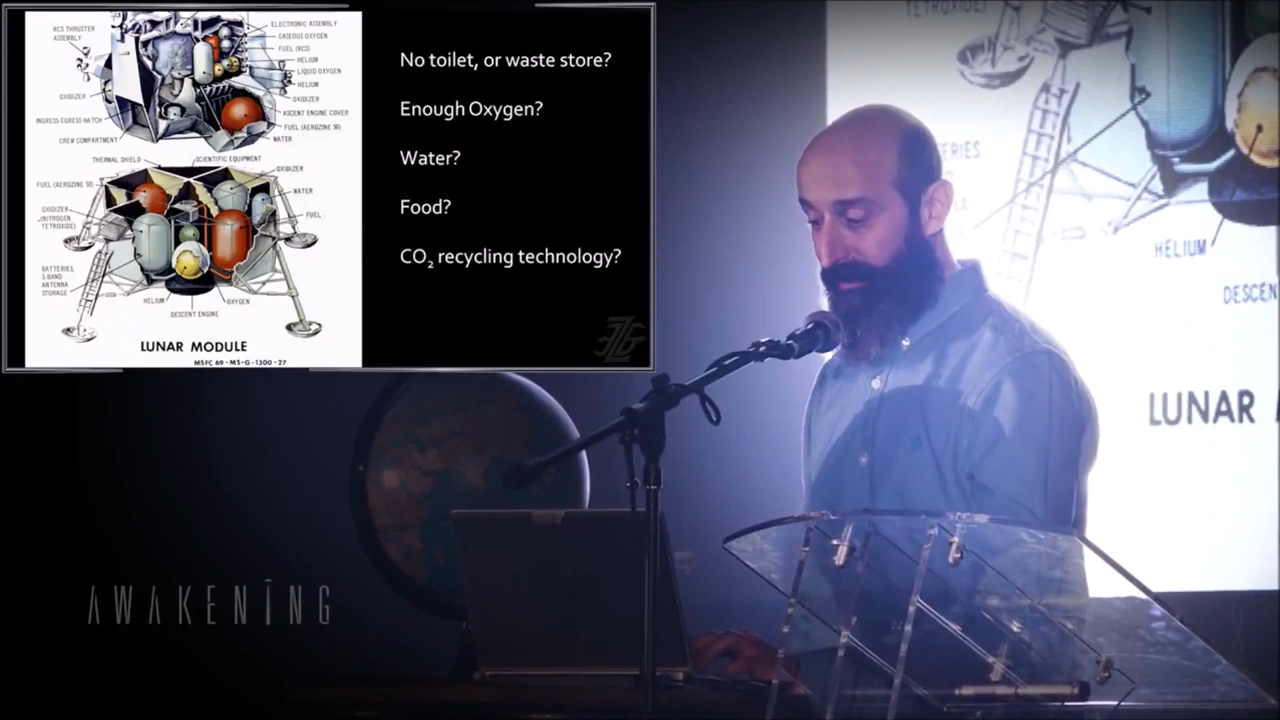 RCS THRUSTER
ASSEMBLY
ELECTRONIC ASSEMBLY
GASEOUS OXYGEN
FUEL (RCS)
HELIUM
LIQUID OXYGEN
HELIUM
OXIDIZER
OXIDIZER
ASCENT ENGINE COVER
INGRESS EGRESS HATCH
FUEL (AEROZINE 50)
CREW COMPARTMENT
WATER
THERMAL SHIELD
SCIENTIFIC EQUIPMENT
OXIDIZER
FUEL (AEROZINE 50)
WATER
OXIDIZER
(NITROGEN
TETROXIDE)
FUEL
BATTERIES,
S-BAND
ANTENNA
STORAGE
HELIUM
OXYGEN
DESCENT ENGINE
LUNAR MODULE
MSFC 69-MS-G-1300-27
No toilet, or waste store?
Enough Oxygen?
Water?
Food?
CO₂ recycling technology?
TETROXIDE)
ERIES,
HELIUM
DESCEN
LUNAR
AWAKENING